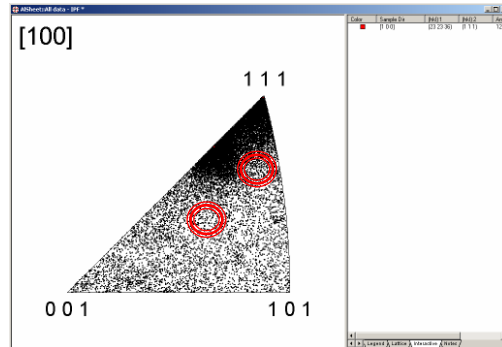 AlSheet:All data - IPF *
[100]
1 1 1
0 0 1
1 0 1
Color Sample Dir (hkl):1 (hkl):2
[1 0 0] (23 23 36) (1 1 1)
Legend Lattice Interactive Notes